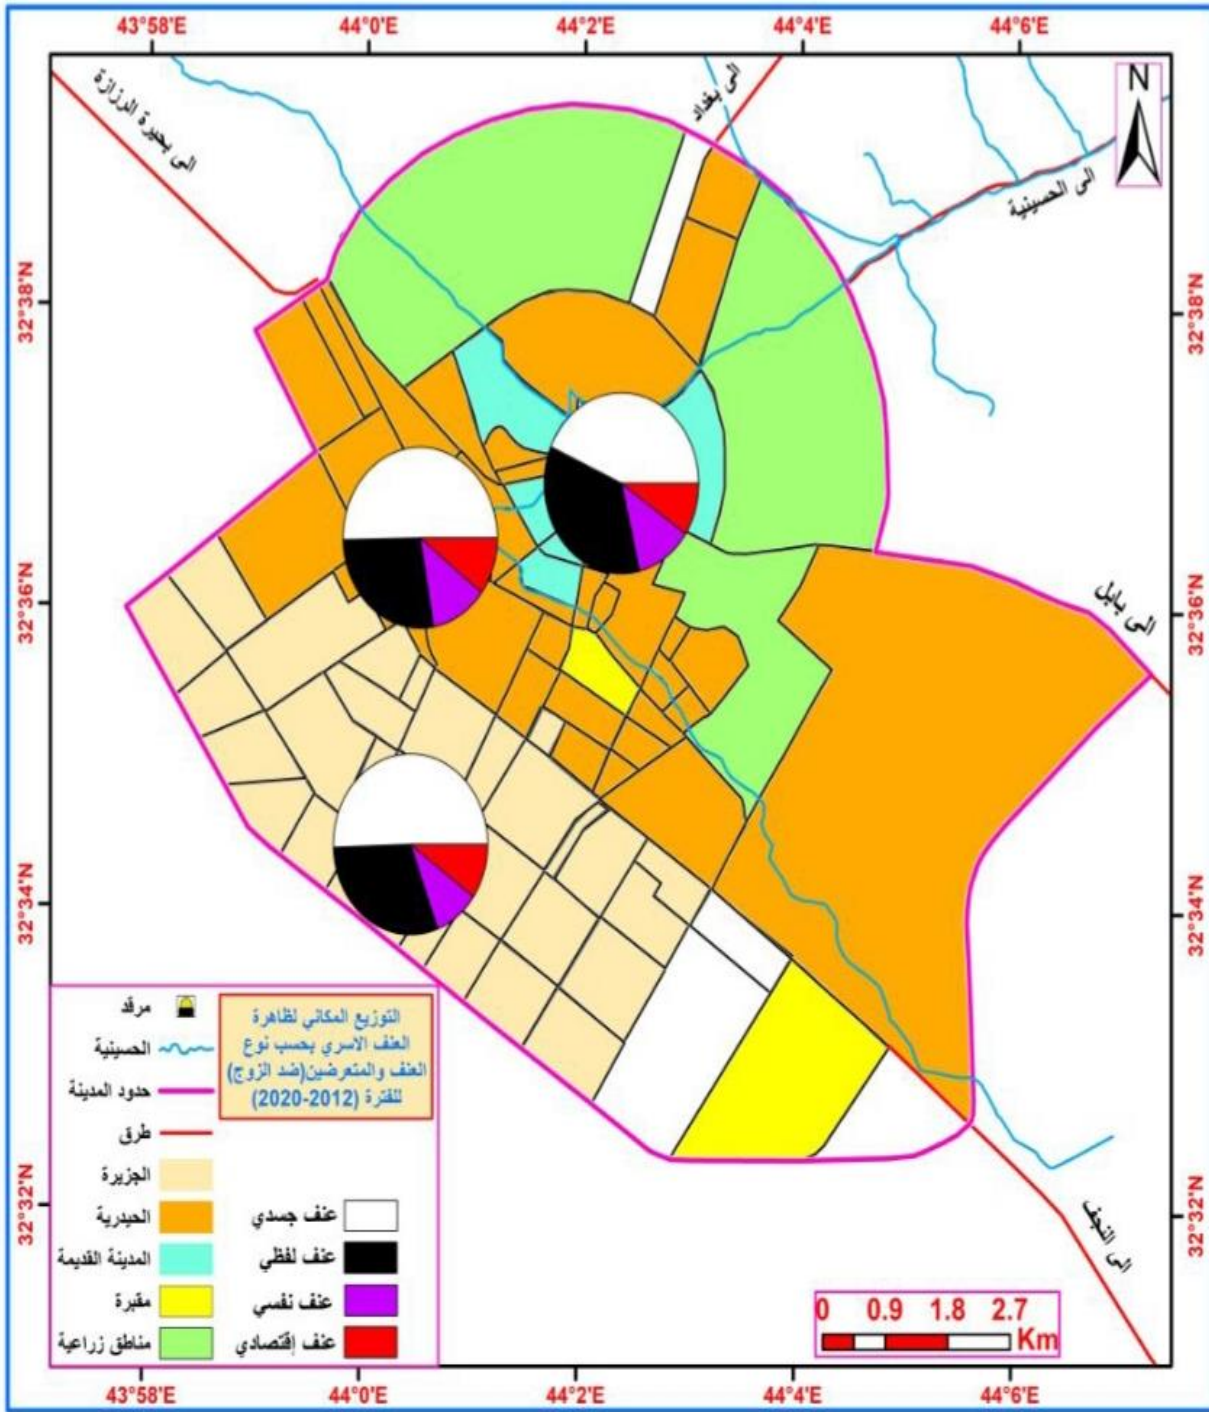 43°58'E
44°0'E
44°2'E
44°4'E
44°6'E
الى بحيرة الرزازة
الى بغداد
الى الحسينية
N
32°38'N
32°38'N
32°36'N
32°36'N
الى بابل
32°34'N
32°34'N
32°32'N
32°32'N
الى النجف
التوزيع المكاني لظاهرة
العنف الاسري بحسب نوع
العنف والمتعرضين(ضد الزوج)
للفترة (2012-2020)
مرقد
الحسينية
حدود المدينة
طرق
الجزيرة
الحيدرية
المدينة القديمة
مقبرة
مناطق زراعية
عنف جسدي
عنف لفظي
عنف نفسي
عنف إقتصادي
0 0.9 1.8 2.7
Km
43°58'E
44°0'E
44°2'E
44°4'E
44°6'E